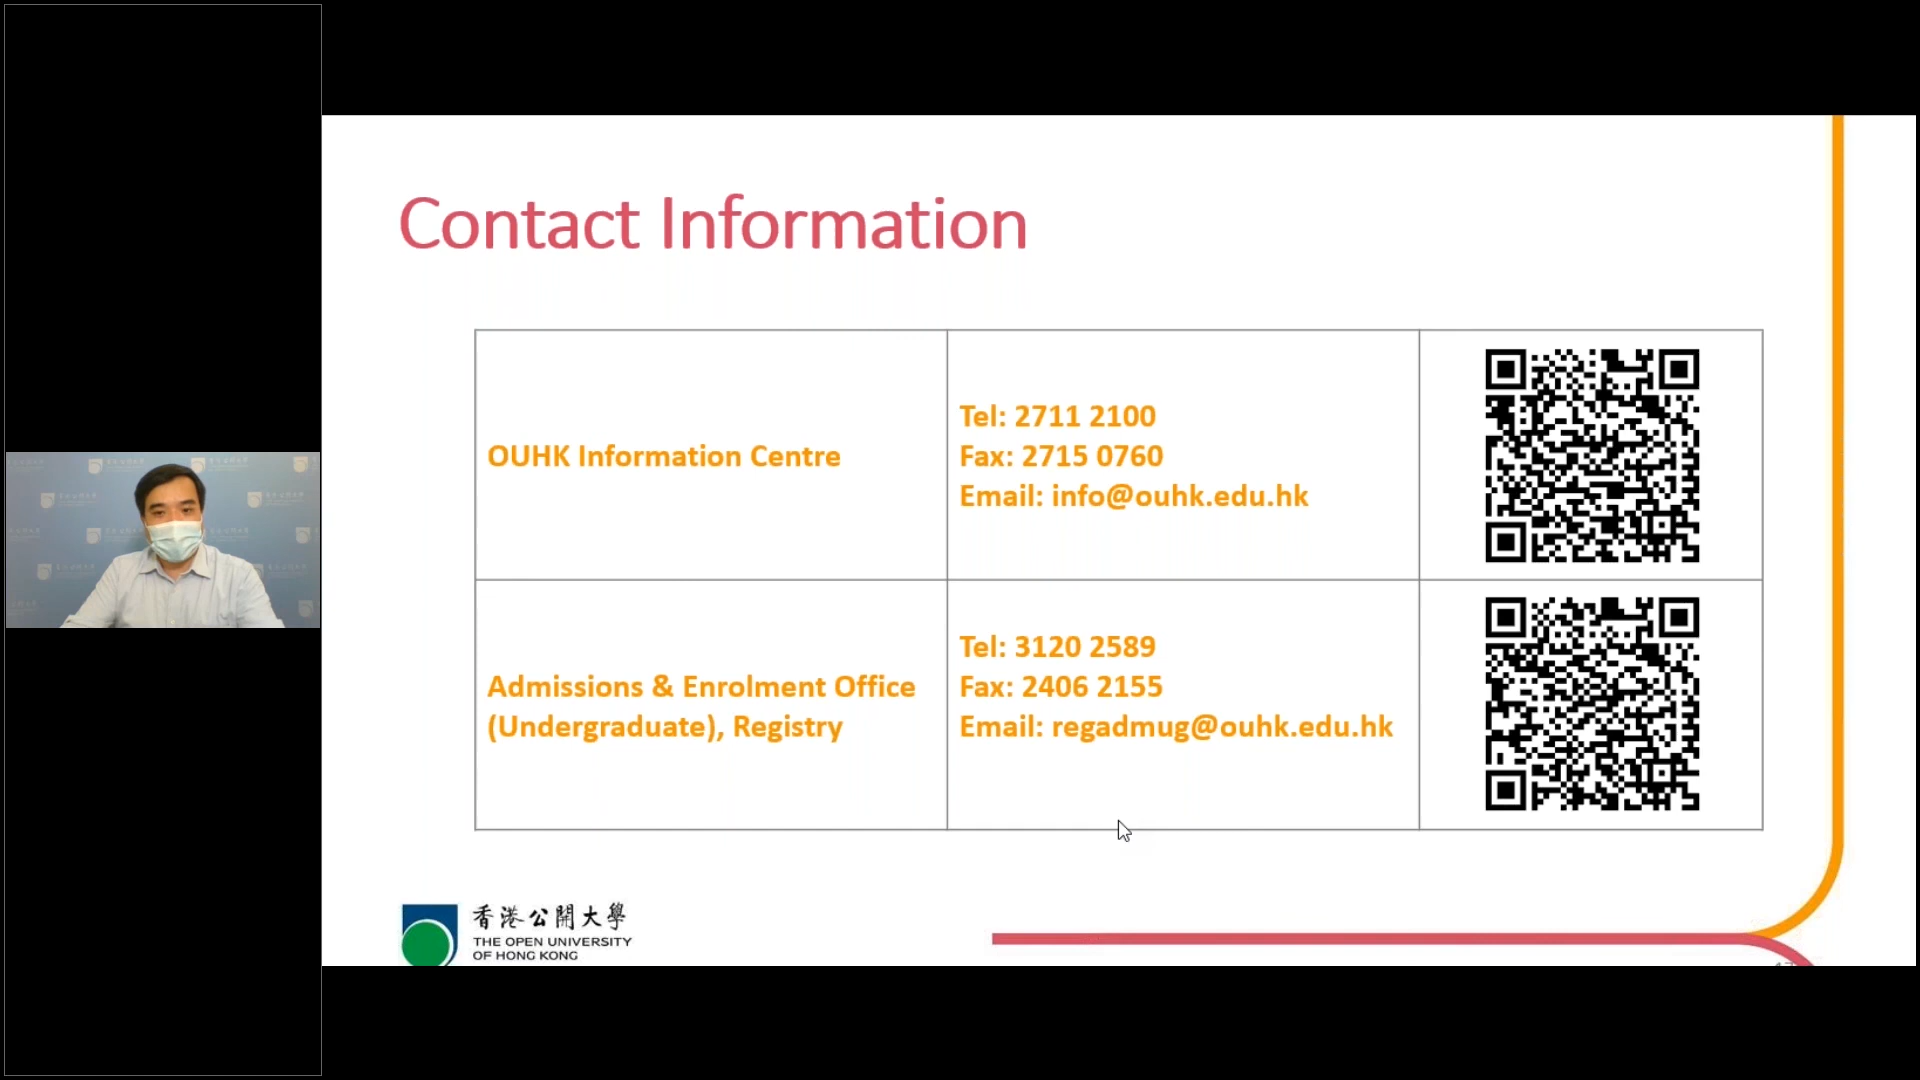 Contact Information
OUHK Information Centre
Tel: 2711 2100
Fax: 2715 0760
Email: info@ouhk.edu.hk
Admissions & Enrolment Office
(Undergraduate), Registry
Tel: 3120 2589
Fax: 2406 2155
Email: regadmug@ouhk.edu.hk
香港公開大學
THE OPEN UNIVERSITY
OF HONG KONG